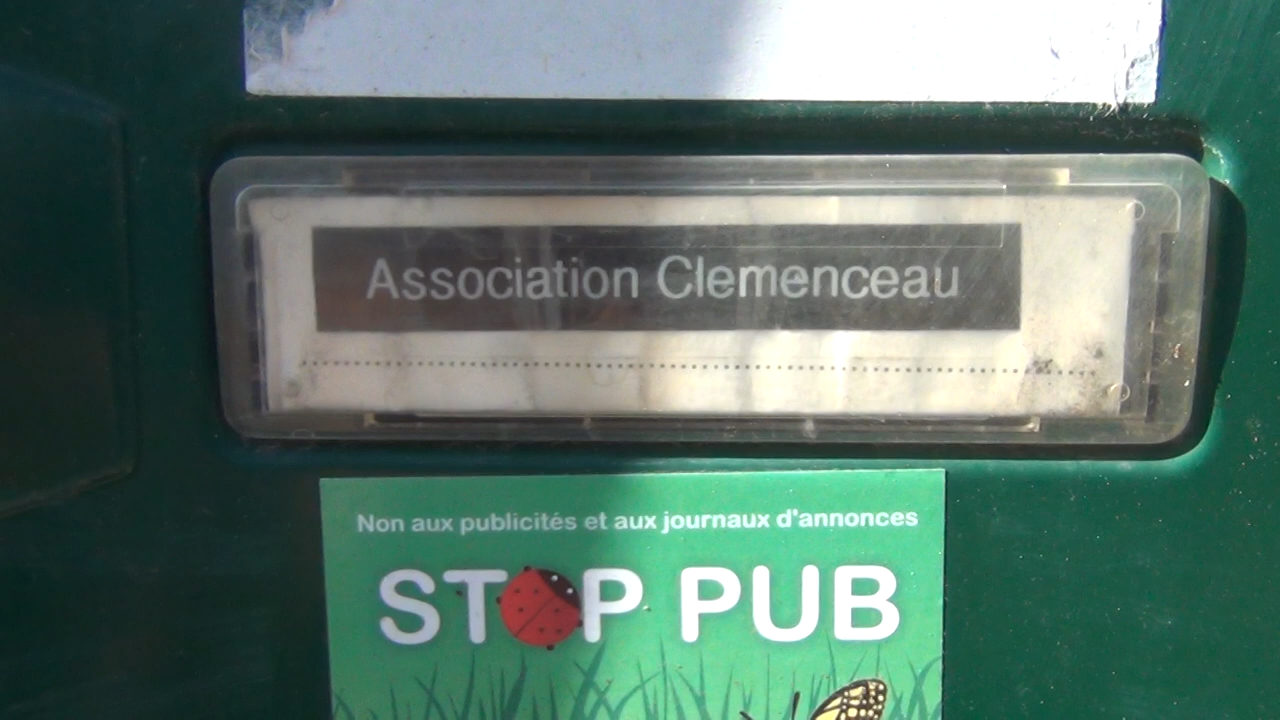 Association Clemenceau
Non aux publicités et aux journaux d'annonces
STOP PUB